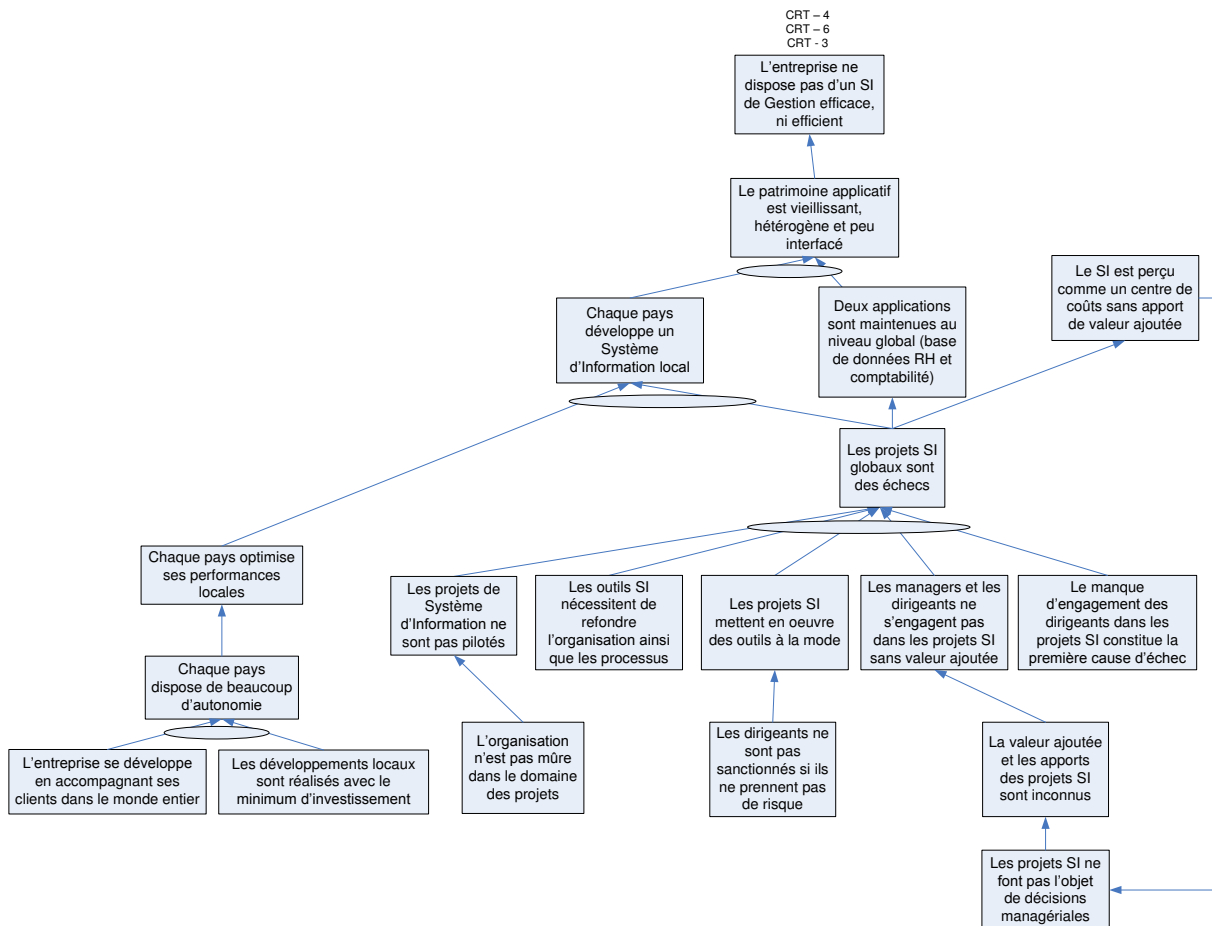 CRT – 4
CRT – 6
CRT - 3
L'entreprise ne
dispose pas d'un SI
de Gestion efficace,
ni efficient
Le patrimoine applicatif
est vieillissant,
hétérogène et peu
interfacé
Le SI est perçu
comme un centre de
coûts sans apport
de valeur ajoutée
Chaque pays
développe un
Système
d'Information local
Deux applications
sont maintenues au
niveau global (base
de données RH et
comptabilité)
Les projets SI
globaux sont
des échecs
Chaque pays optimise
ses performances
locales
Les projets de
Système
d'Information ne
sont pas pilotés
Les outils SI
nécessitent de
refondre
l'organisation ainsi
que les processus
Les projets SI
mettent en oeuvre
des outils à la mode
Les managers et les
dirigeants ne
s'engagent pas
dans les projets SI
sans valeur ajoutée
Le manque
d'engagement des
dirigeants dans les
projets SI constitue la
première cause d'échec
Chaque pays
dispose de beaucoup
d'autonomie
L'entreprise se développe
en accompagnant ses
clients dans le monde entier
Les développements locaux
sont réalisés avec le
minimum d'investissement
L'organisation
n'est pas mûre
dans le domaine
des projets
Les dirigeants ne
sont pas
sanctionnés si ils
ne prennent pas
de risque
La valeur ajoutée
et les apports
des projets SI
sont inconnus
Les projets SI ne
font pas l'objet
de décisions
managériales